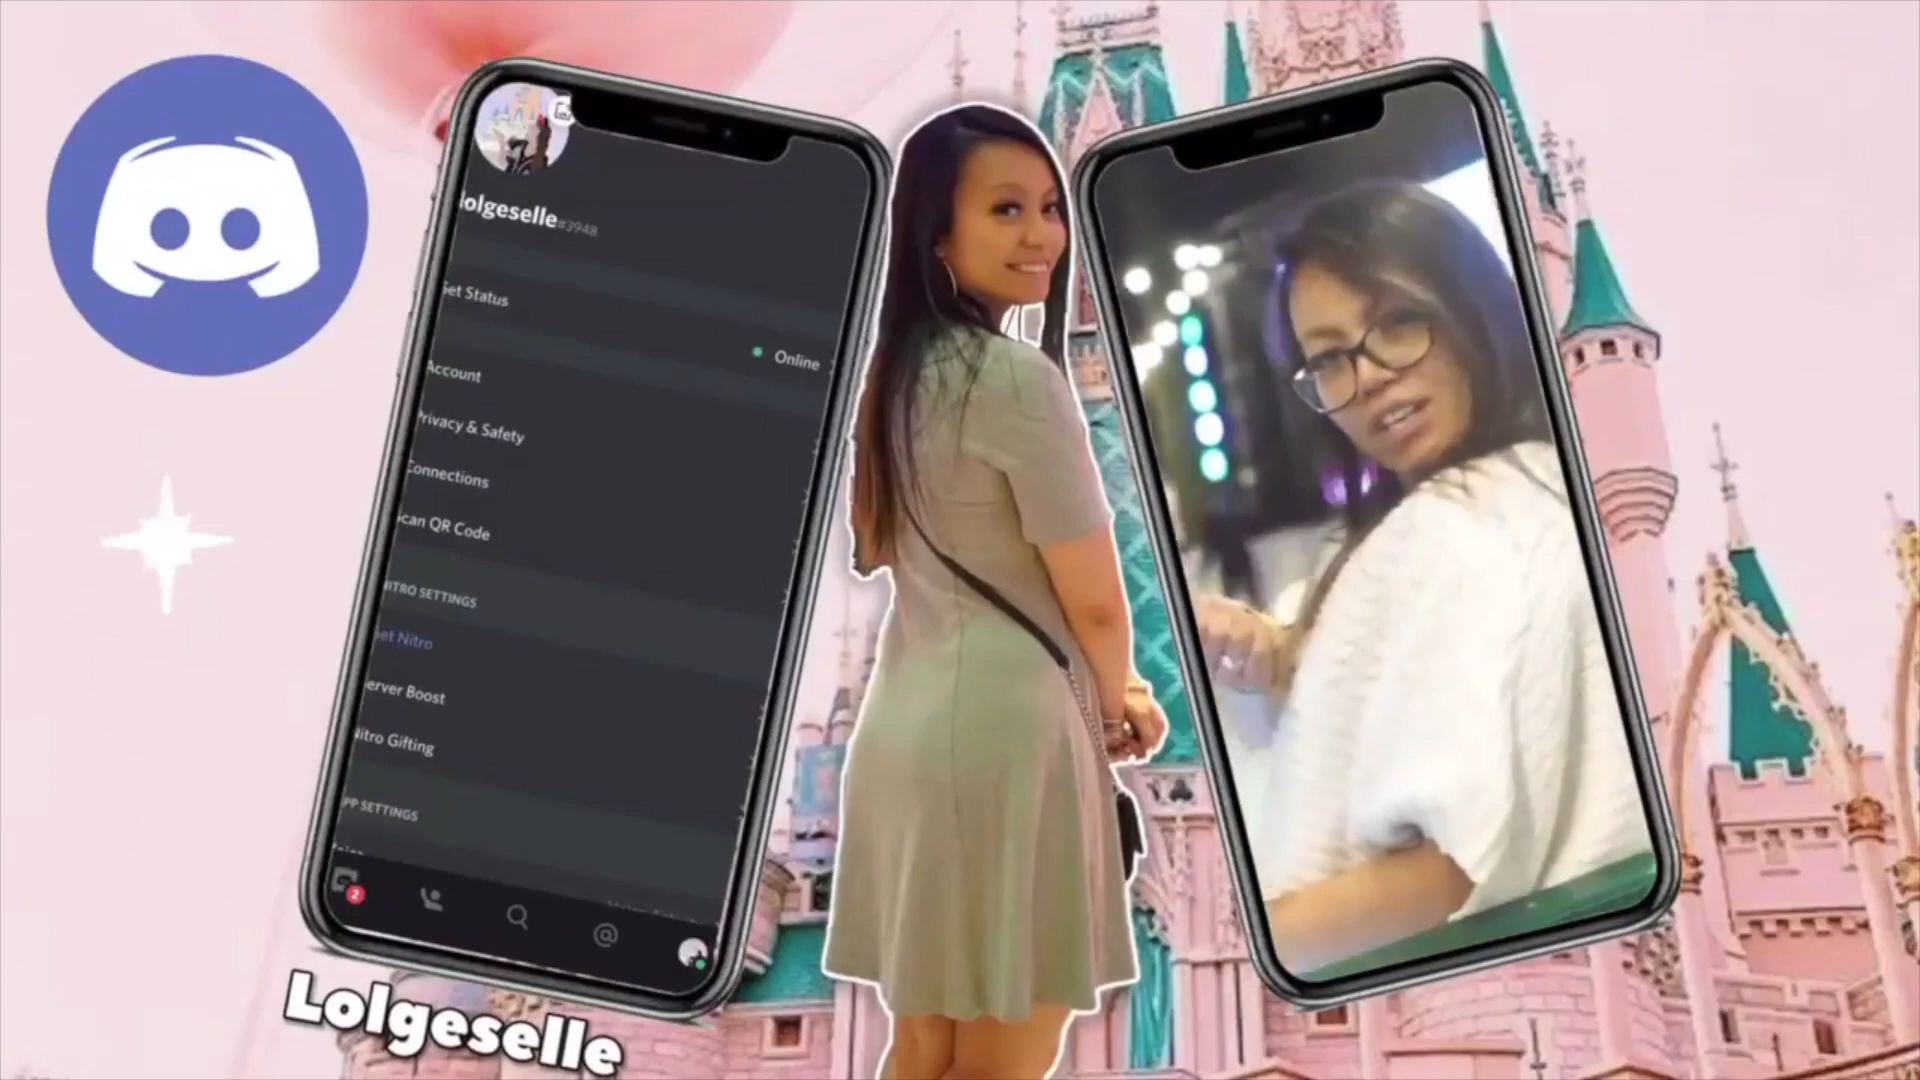 lolgeselle#3948
Set Status
Online
Account
Privacy & Safety
Connections
Scan QR Code
NITRO SETTINGS
Get Nitro
Server Boost
Nitro Gifting
APP SETTINGS
2
@
Lolgeselle